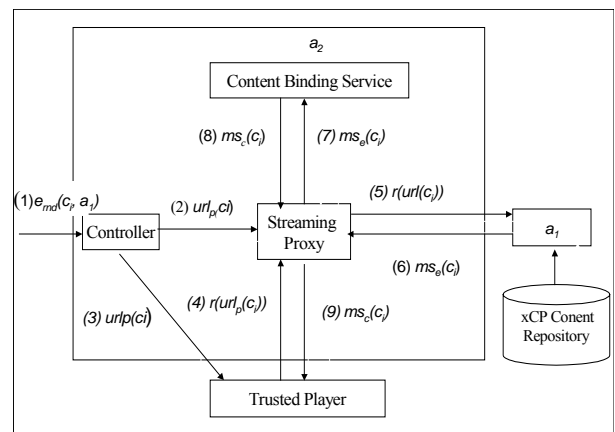 a2
Content Binding Service
(8) msc(ci)
(7) mse(ci)
(1)ernd(ci, a1)
(2) urlp(ci)
(5) r(url(ci))
Controller
Streaming
Proxy
a1
(6) mse(ci)
(3) urlp(ci)
(4) r(urlp(ci))
(9) msc(ci)
xCP Conent
Repository
Trusted Player